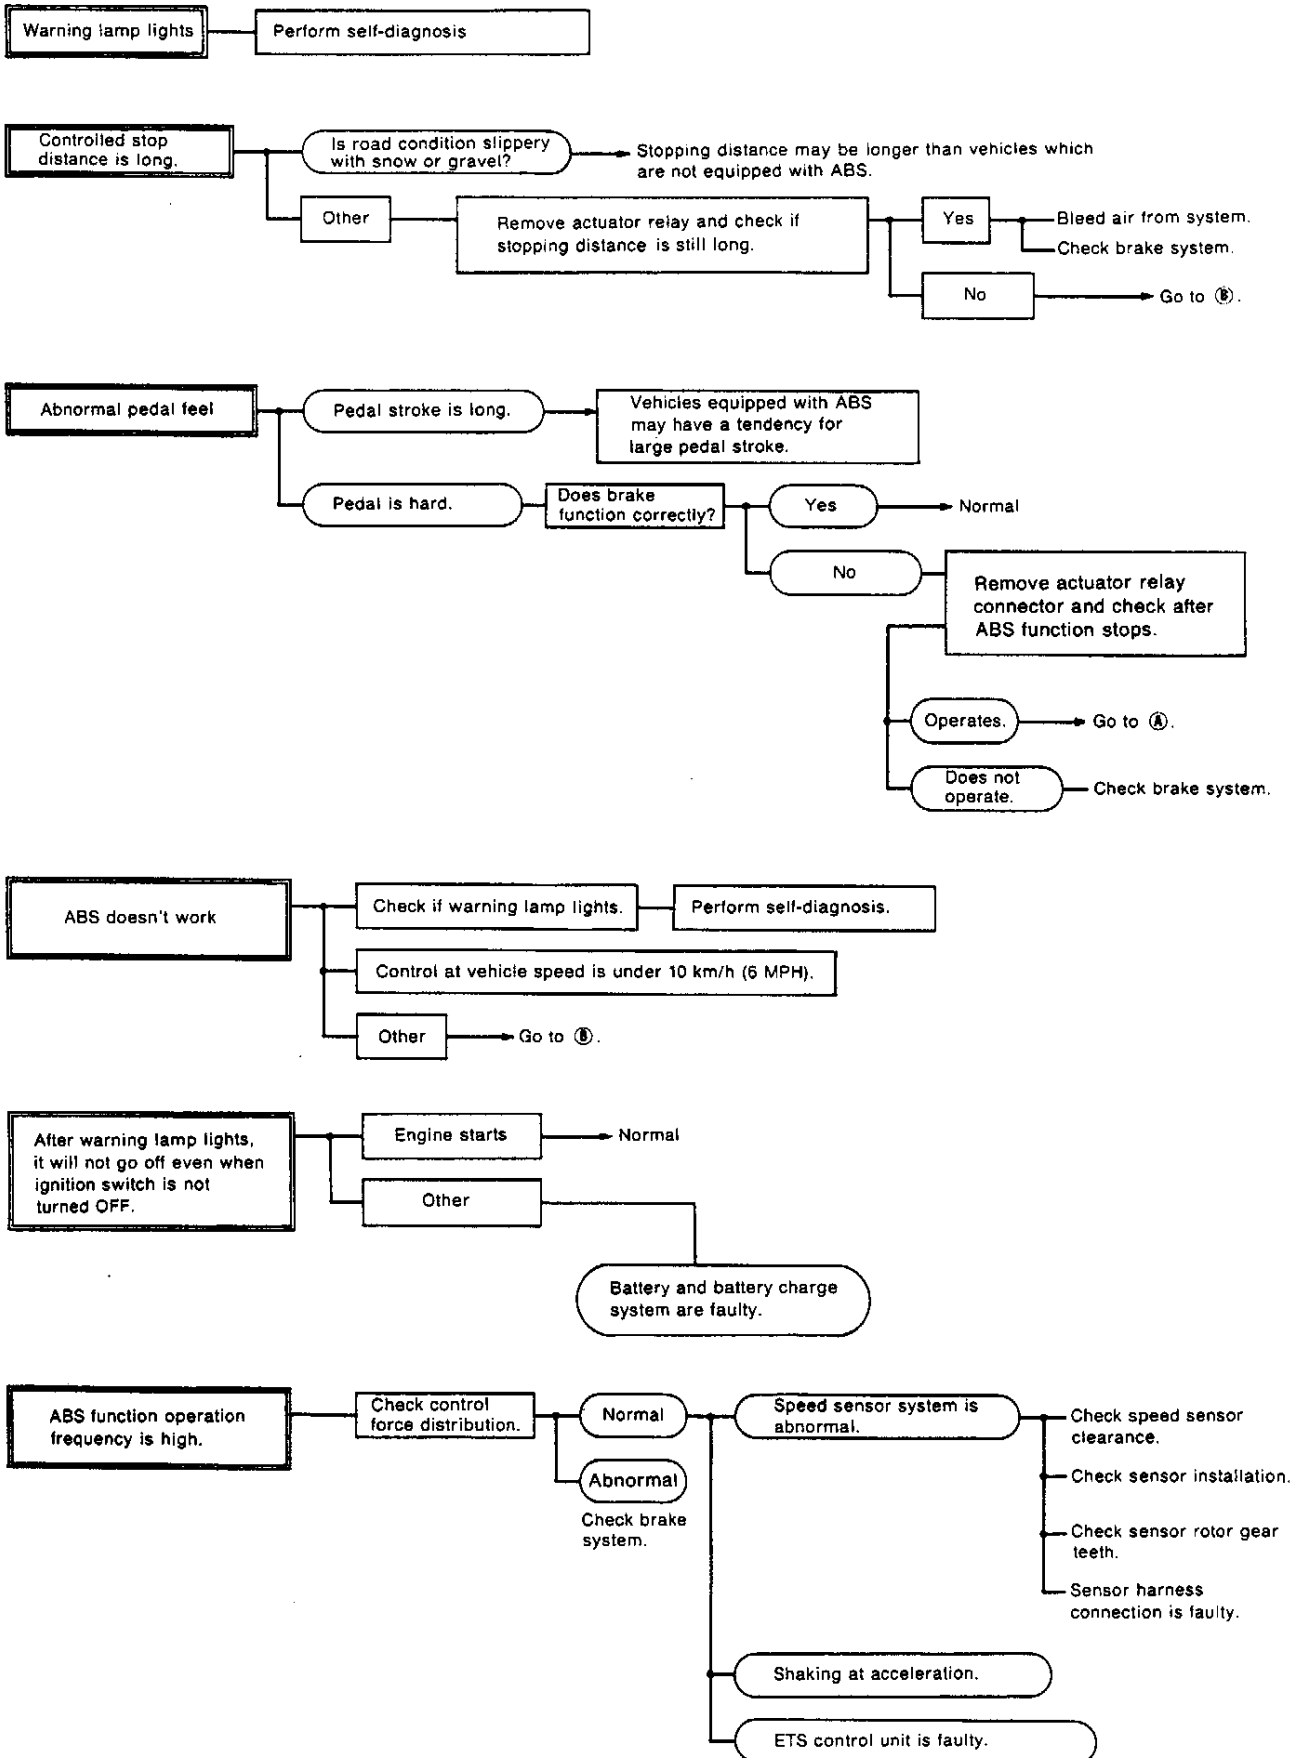 Warning lamp lights
Perform self-diagnosis
Controlled stop
distance is long.
Is road condition slippery
with snow or gravel?
Stopping distance may be longer than vehicles which
are not equipped with ABS.
Other
Remove actuator relay and check if
stopping distance is still long.
Yes
Bleed air from system.
Check brake system.
No
Go to Ⓑ.
Abnormal pedal feel
Pedal stroke is long.
Vehicles equipped with ABS
may have a tendency for
large pedal stroke.
Pedal is hard.
Does brake
function correctly?
Yes
Normal
No
Remove actuator relay
connector and check after
ABS function stops.
Operates.
Go to Ⓐ.
Does not
operate.
Check brake system.
ABS doesn't work
Check if warning lamp lights.
Perform self-diagnosis.
Control at vehicle speed is under 10 km/h (6 MPH).
Other
Go to Ⓑ.
After warning lamp lights,
it will not go off even when
ignition switch is not
turned OFF.
Engine starts
Normal
Other
Battery and battery charge
system are faulty.
ABS function operation
frequency is high.
Check control
force distribution.
Normal
Abnormal
Check brake
system.
Speed sensor system is
abnormal.
Check speed sensor
clearance.
Check sensor installation.
Check sensor rotor gear
teeth.
Sensor harness
connection is faulty.
Shaking at acceleration.
ETS control unit is faulty.